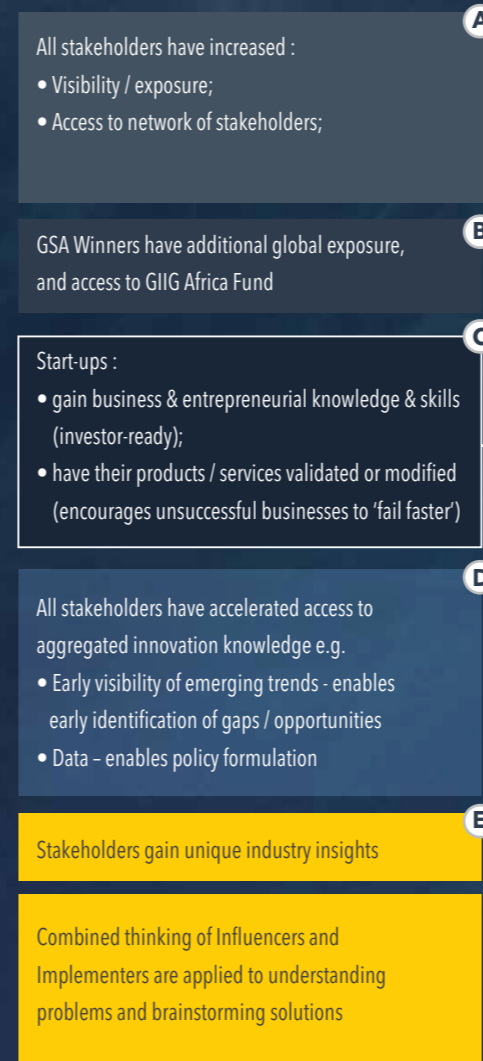 A
All stakeholders have increased :
• Visibility / exposure;
• Access to network of stakeholders;
B
GSA Winners have additional global exposure,
and access to GIIG Africa Fund
C
Start-ups :
• gain business & entrepreneurial knowledge & skills
(investor-ready);
• have their products / services validated or modified
(encourages unsuccessful businesses to ‘fail faster’)
D
All stakeholders have accelerated access to
aggregated innovation knowledge e.g.
• Early visibility of emerging trends - enables
early identification of gaps / opportunities
• Data – enables policy formulation
E
Stakeholders gain unique industry insights
Combined thinking of Influencers and
Implementers are applied to understanding
problems and brainstorming solutions